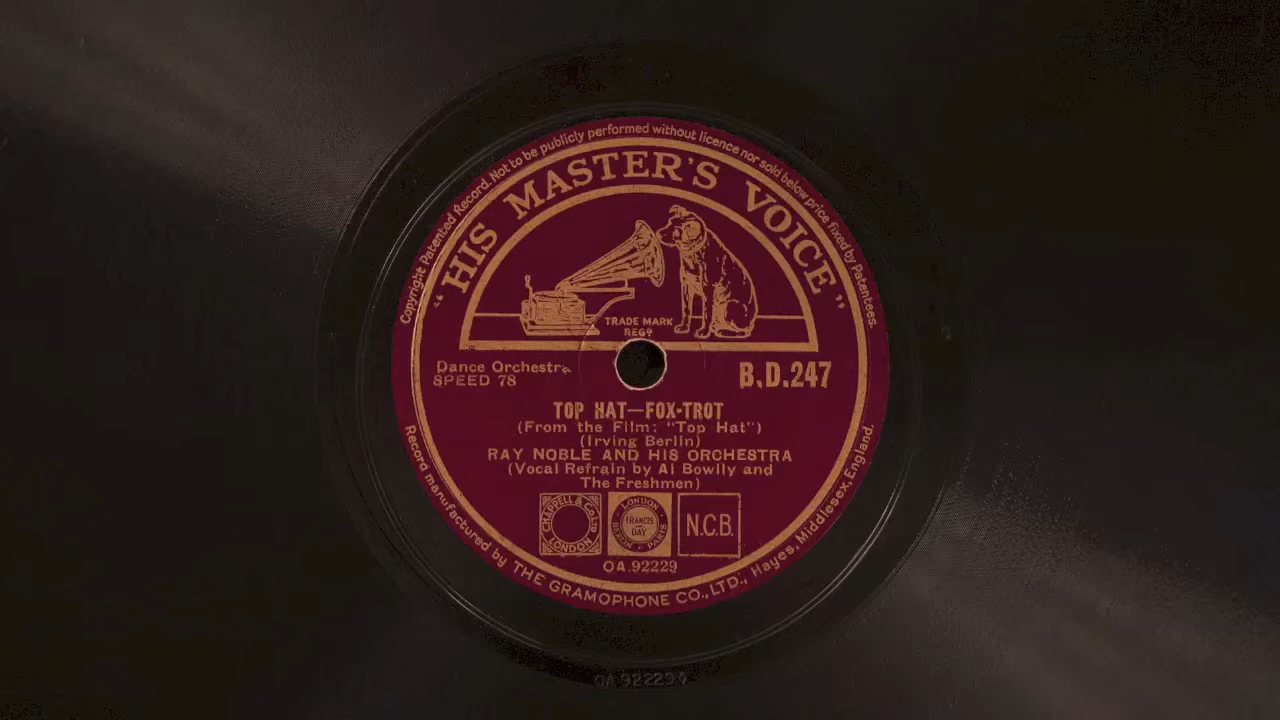 Copyright Patented Record. Not to be publicly performed without licence nor sold below price fixed by Patentees.
"HIS MASTER'S VOICE"
TRADE MARK
REGD
Dance Orchestra
SPEED 78
B.D.247
TOP HAT—FOX-TROT
(From the Film: "Top Hat")
(Irving Berlin)
RAY NOBLE AND HIS ORCHESTRA
(Vocal Refrain by Al Bowlly and
The Freshmen)
CHAPPELL & Co Ltd
LONDON
LONDON
FRANCIS
DAY
PARIS
N.C.B.
OA.92229
Record manufactured by THE GRAMOPHONE CO., LTD., Hayes, Middlesex, England.